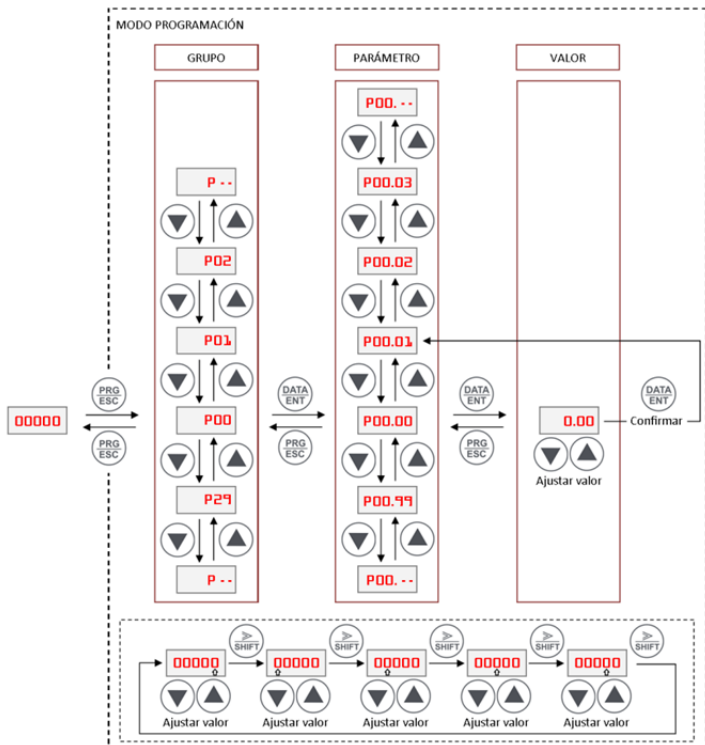 MODO PROGRAMACIÓN
GRUPO PARÁMETRO VALOR
P00.--
P-- P00.03
P02 P00.02
P01 P00.01
PRG
ESC
DATA
ENT
DATA
ENT
DATA
ENT
00000 P00 P00.00 0.00 Confirmar
PRG
ESC
PRG
ESC
PRG
ESC
Ajustar valor
P29 P00.99
P-- P00.--
SHIFT SHIFT SHIFT SHIFT SHIFT
00000 00000 00000 00000 00000
Ajustar valor Ajustar valor Ajustar valor Ajustar valor Ajustar valor